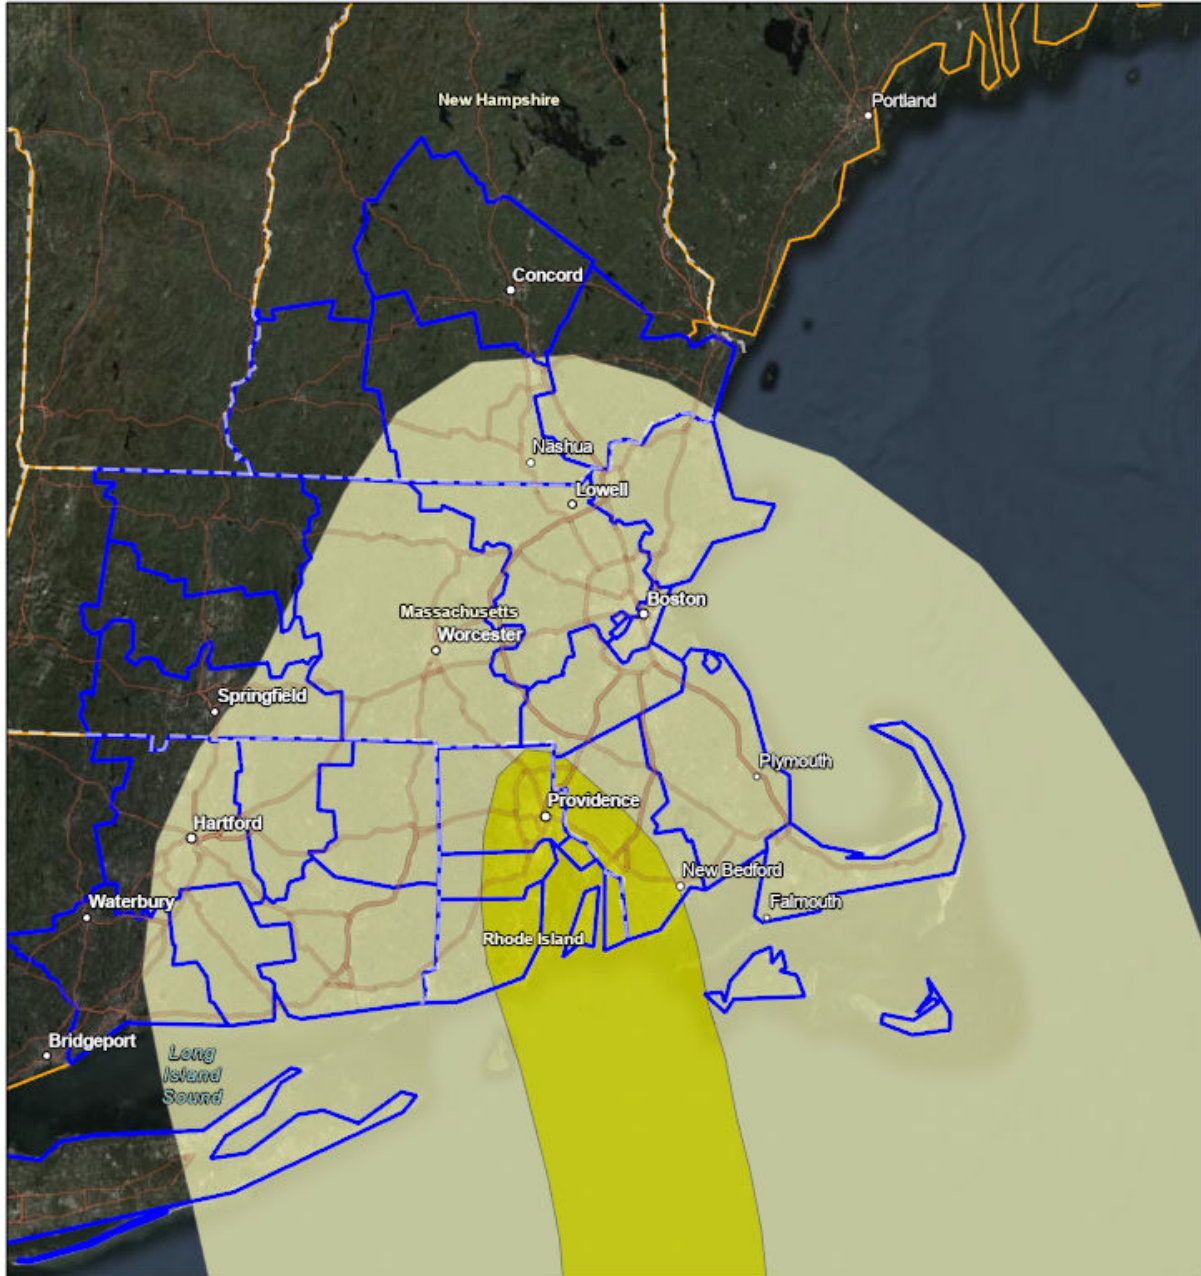 New Hampshire
Portland
Concord
Nashua
Lowell
Boston
Massachusetts
Worcester
Springfield
Plymouth
Providence
Hartford
New Bedford
Waterbury
Falmouth
Rhode Island
Bridgeport
Long
Island
Sound